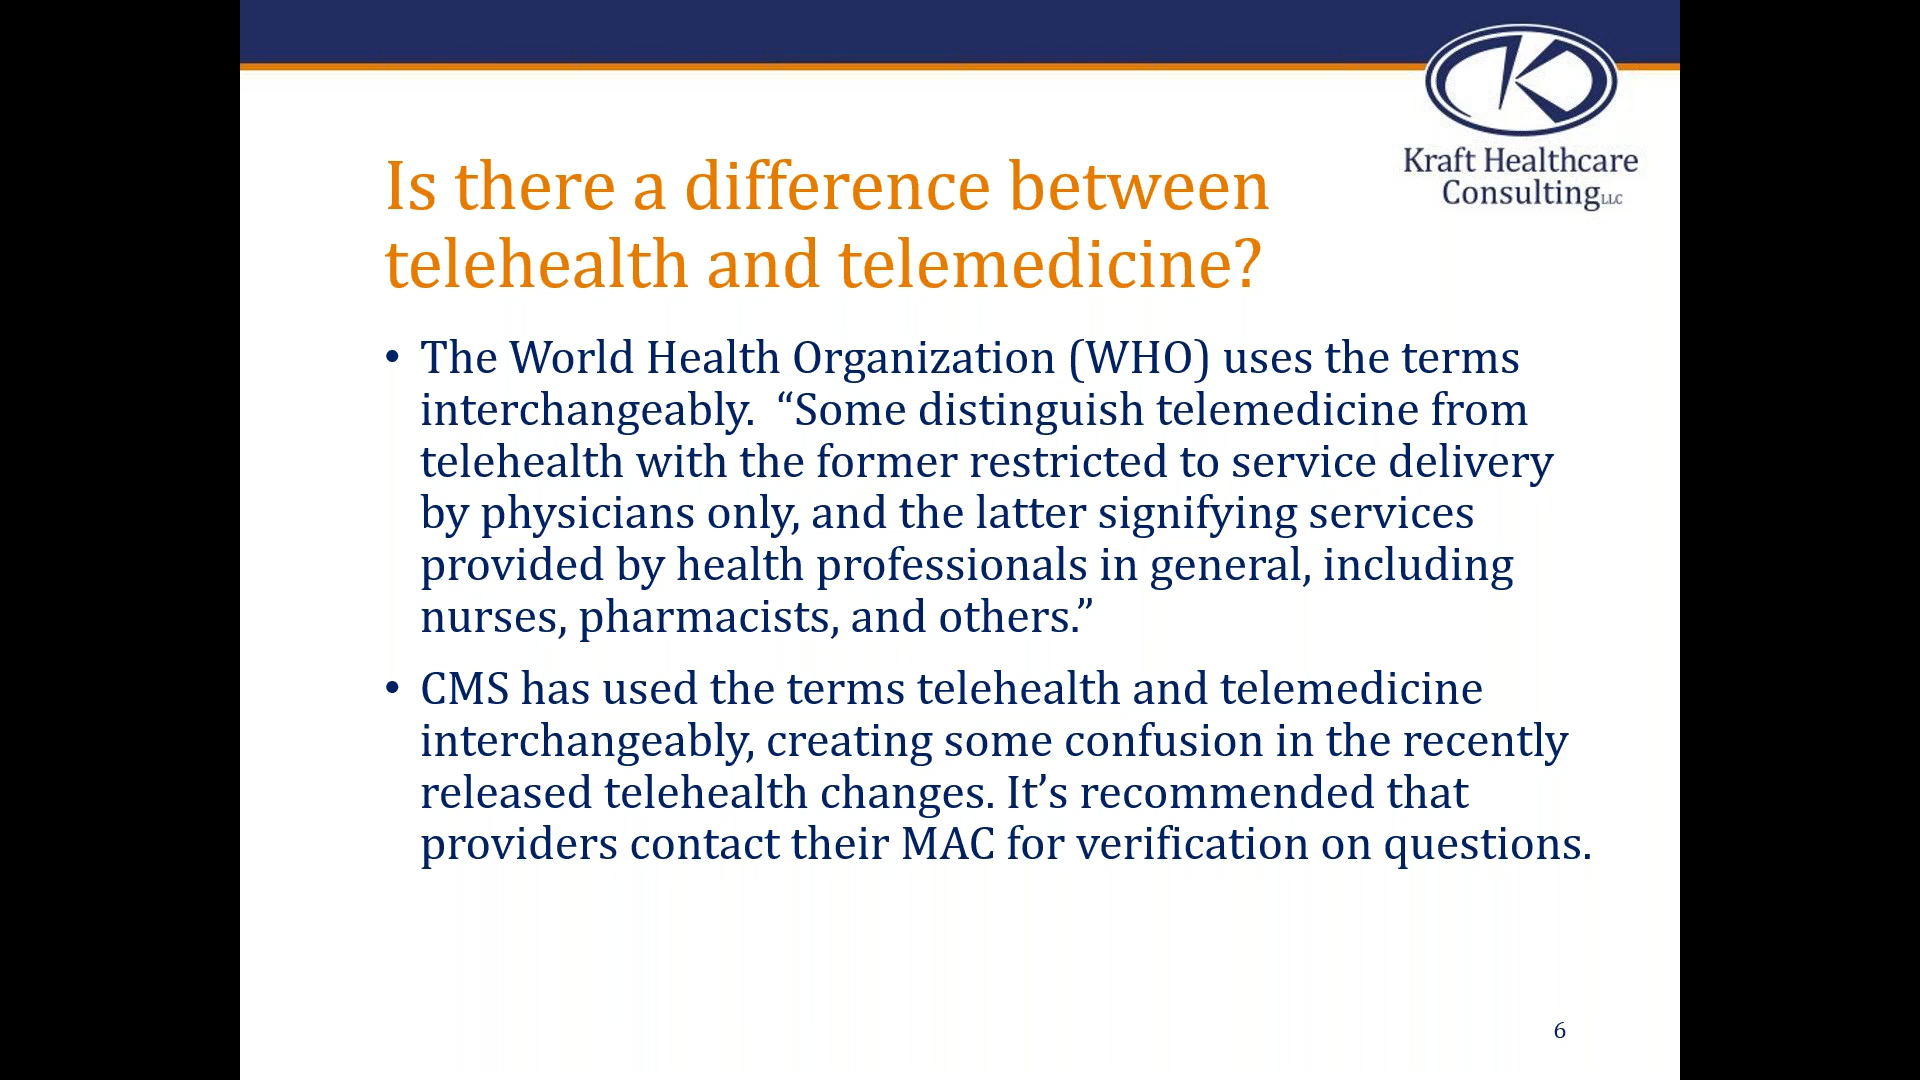 Kraft Healthcare
Consulting LLC
Is there a difference between
telehealth and telemedicine?
• The World Health Organization (WHO) uses the terms
interchangeably.  “Some distinguish telemedicine from
telehealth with the former restricted to service delivery
by physicians only, and the latter signifying services
provided by health professionals in general, including
nurses, pharmacists, and others.”
• CMS has used the terms telehealth and telemedicine
interchangeably, creating some confusion in the recently
released telehealth changes. It’s recommended that
providers contact their MAC for verification on questions.
6